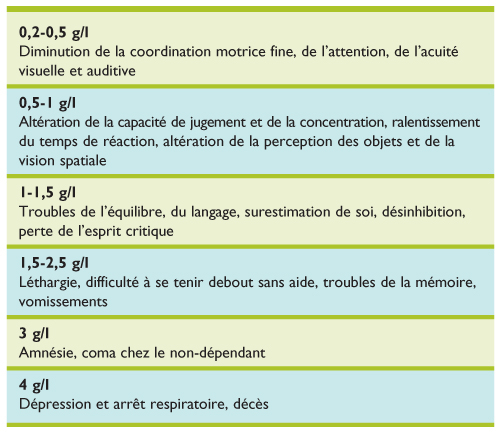 0,2-0,5 g/l
Diminution de la coordination motrice fine, de l’attention, de l’acuité
visuelle et auditive
0,5-1 g/l
Altération de la capacité de jugement et de la concentration, ralentissement
du temps de réaction, altération de la perception des objets et de la
vision spatiale
1-1,5 g/l
Troubles de l’équilibre, du langage, surestimation de soi, désinhibition,
perte de l’esprit critique
1,5-2,5 g/l
Léthargie, difficulté à se tenir debout sans aide, troubles de la mémoire,
vomissements
3 g/l
Amnésie, coma chez le non-dépendant
4 g/l
Dépression et arrêt respiratoire, décès